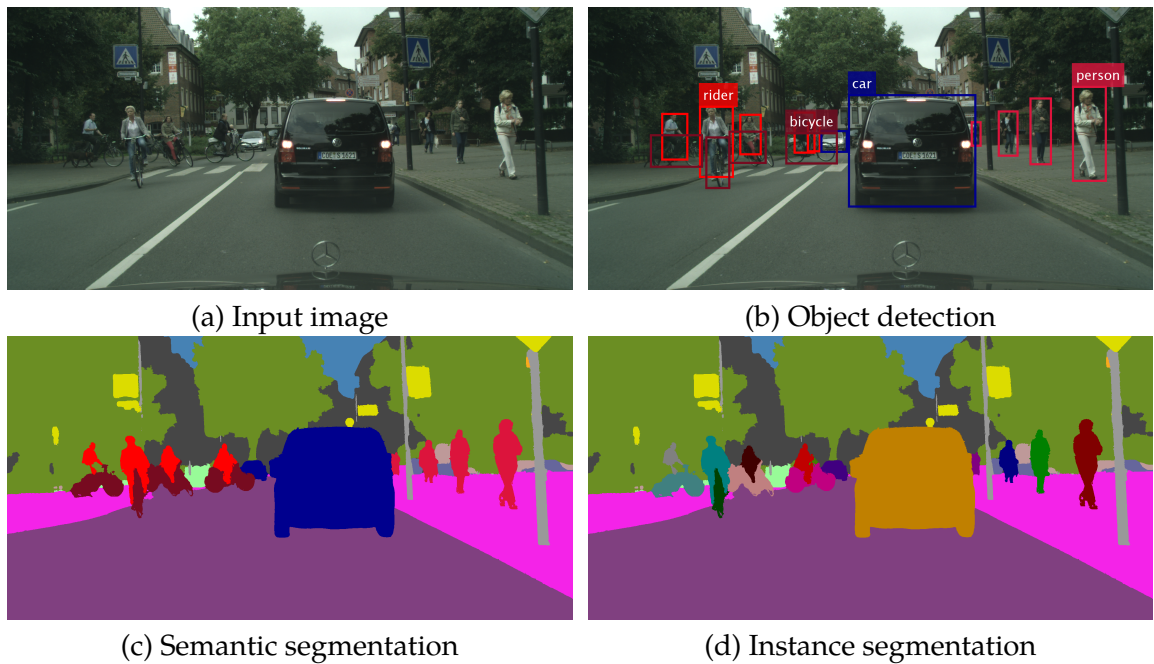 rider
bicycle
car
person
(a) Input image
(b) Object detection
(c) Semantic segmentation
(d) Instance segmentation